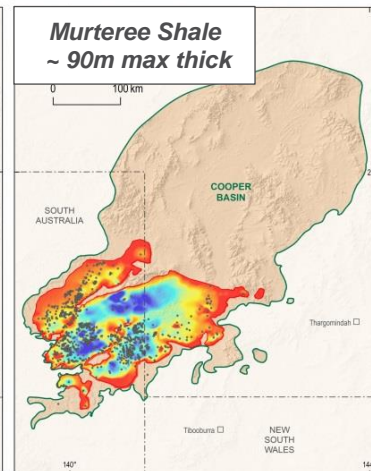 Murteree Shale
~ 90m max thick
0 100 km
SOUTH
AUSTRALIA
COOPER
BASIN
Thargomindah
Tibooburra
NEW
SOUTH
WALES
140°